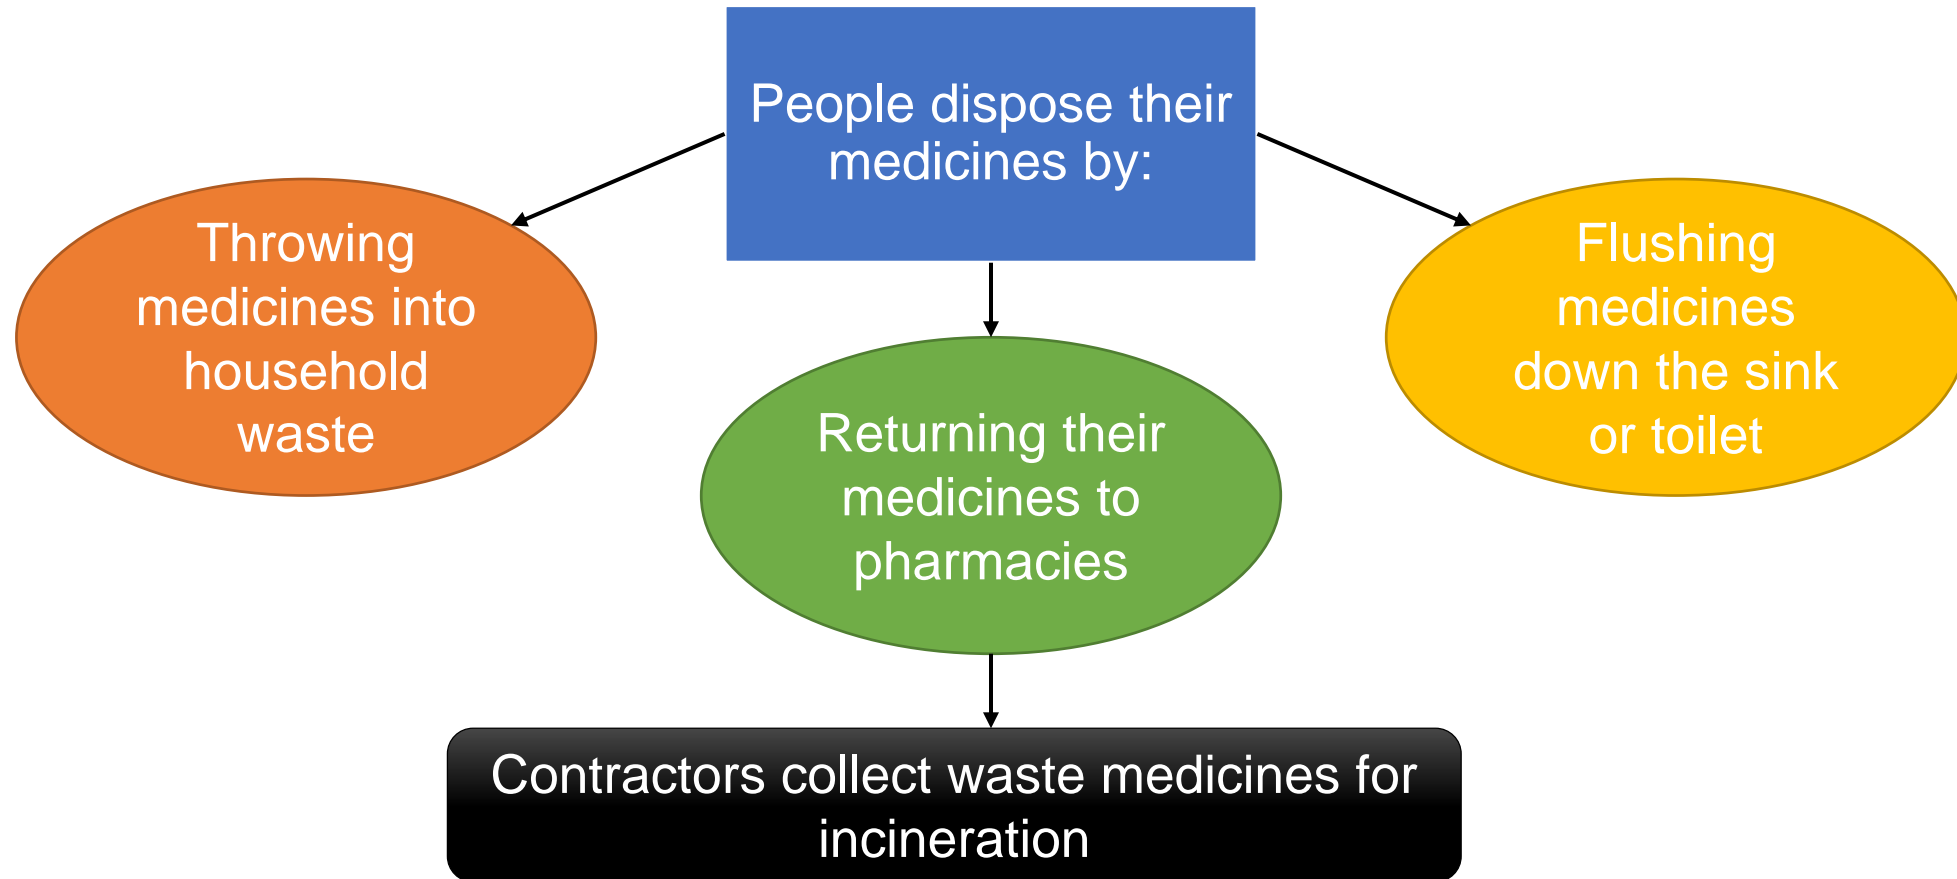 People dispose their
medicines by:
Throwing
medicines into
household
waste
Returning their
medicines to
pharmacies
Flushing
medicines
down the sink
or toilet
Contractors collect waste medicines for
incineration